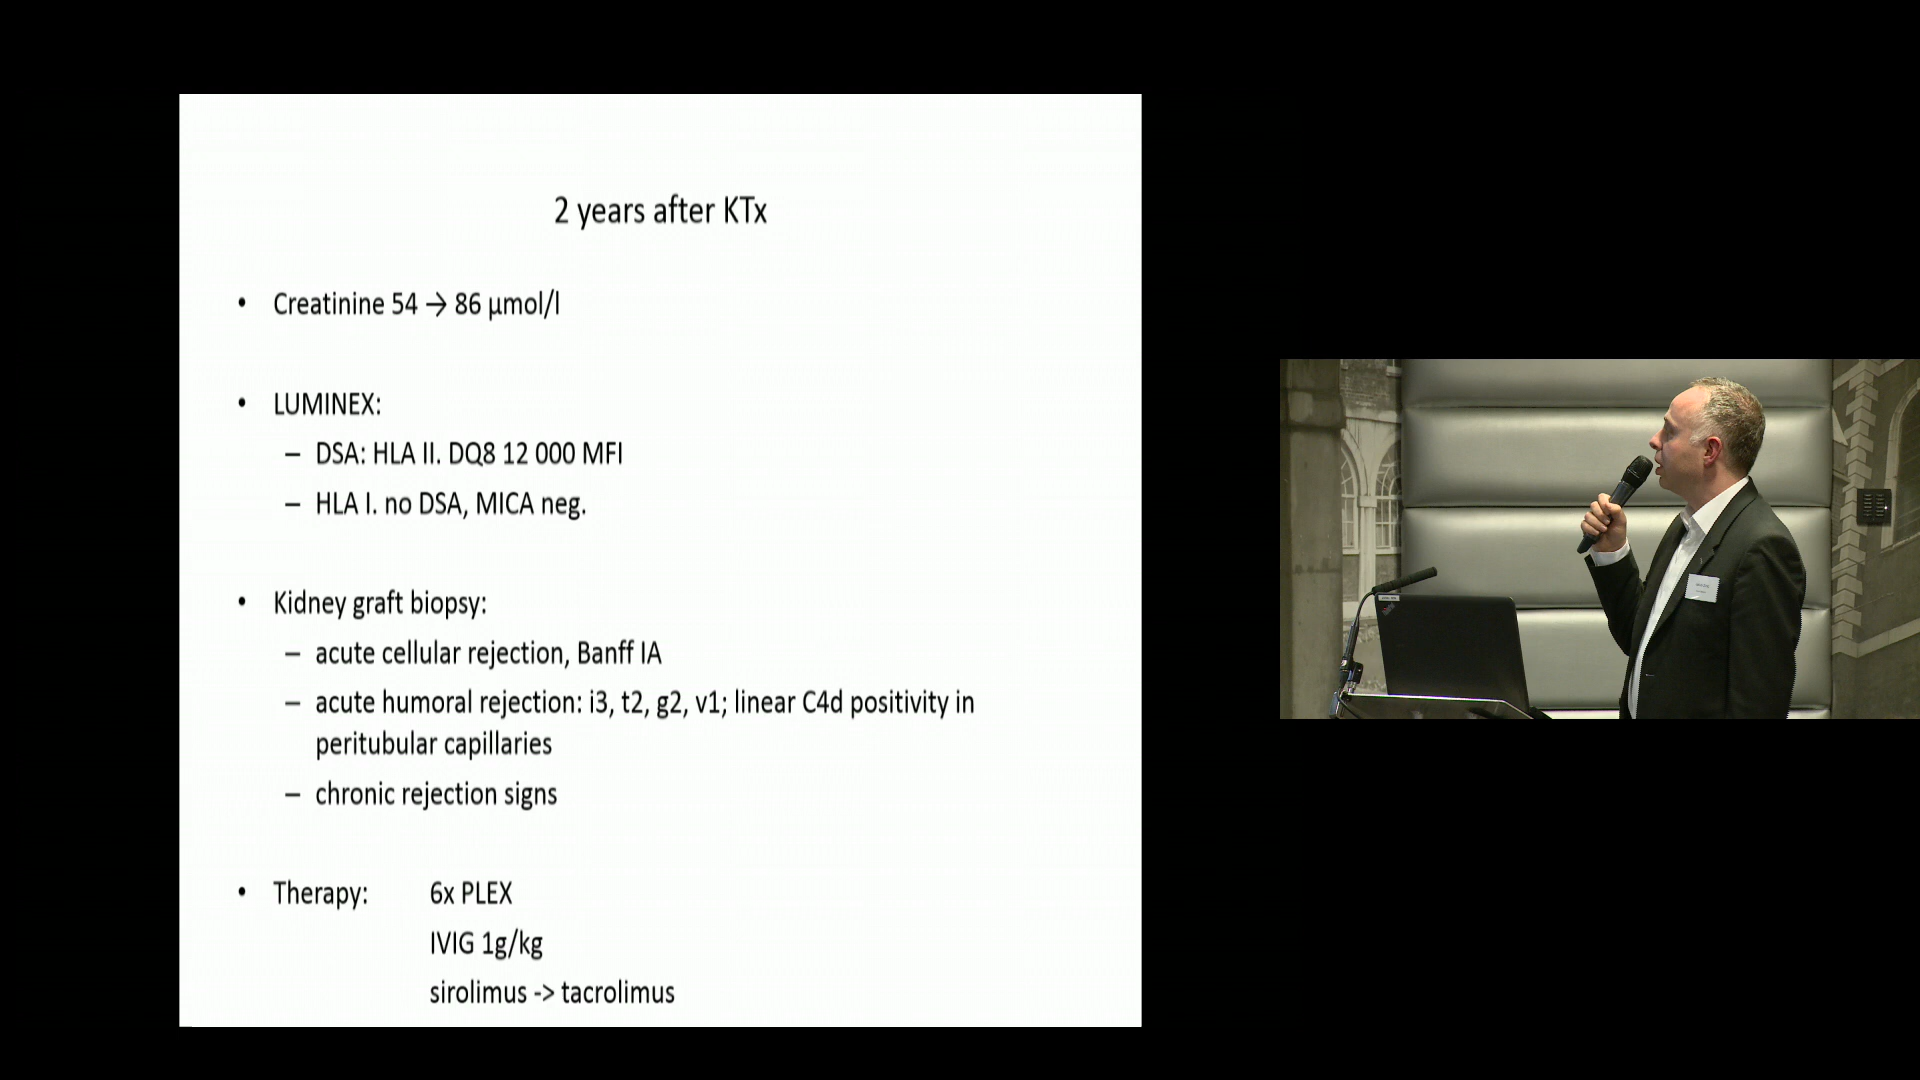 2 years after KTx
• Creatinine 54 → 86 µmol/l
• LUMINEX:
– DSA: HLA II. DQ8 12 000 MFI
– HLA I. no DSA, MICA neg.
• Kidney graft biopsy:
– acute cellular rejection, Banff IA
– acute humoral rejection: i3, t2, g2, v1; linear C4d positivity in
peritubular capillaries
– chronic rejection signs
• Therapy: 6x PLEX
IVIG 1g/kg
sirolimus -> tacrolimus